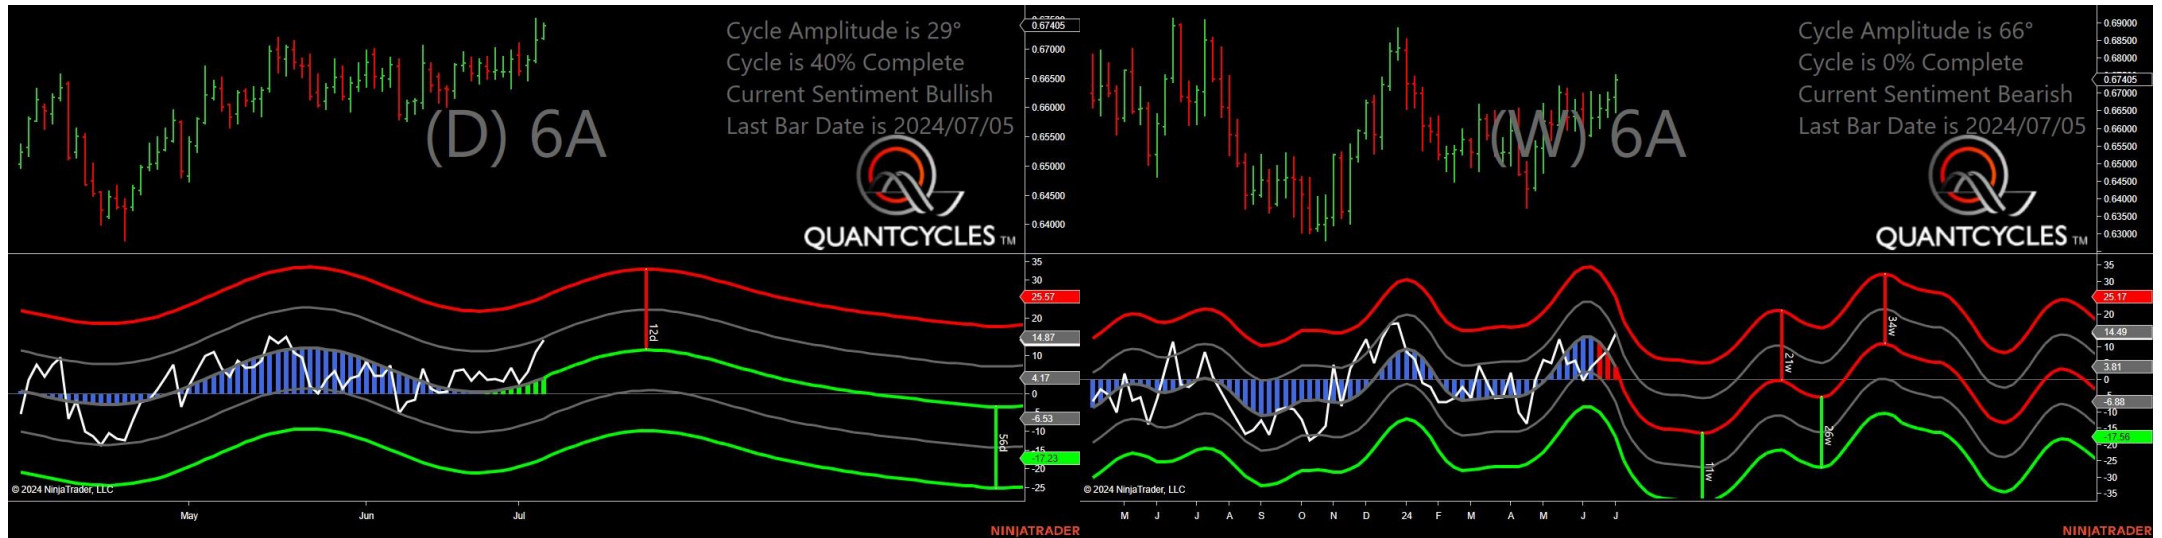 Cycle Amplitude is 29°
Cycle is 40% Complete
Current Sentiment Bullish
Last Bar Date is 2024/07/05
(D) 6A
QUANTCYCLES TM
0.67405
0.67000
0.66500
0.66000
0.65500
0.65000
0.64500
0.64000
35
30
25.57
20
14.87
10
4.17
0
-6.53
-10
-17.23
-20
-25
12d
56d
© 2024 NinjaTrader, LLC
May
Jun
Jul
NINJATRADER
Cycle Amplitude is 66°
Cycle is 0% Complete
Current Sentiment Bearish
Last Bar Date is 2024/07/05
(W) 6A
QUANTCYCLES TM
0.69000
0.68500
0.68000
0.67405
0.67000
0.66500
0.66000
0.65500
0.65000
0.64500
0.64000
0.63500
0.63000
35
30
25.17
20
14.49
10
3.81
0
-6.88
-10
-15
-17.56
-25
-30
-35
11w
21w
26w
34w
© 2024 NinjaTrader, LLC
M J J A S O N D 24 F M A M J J
NINJATRADER